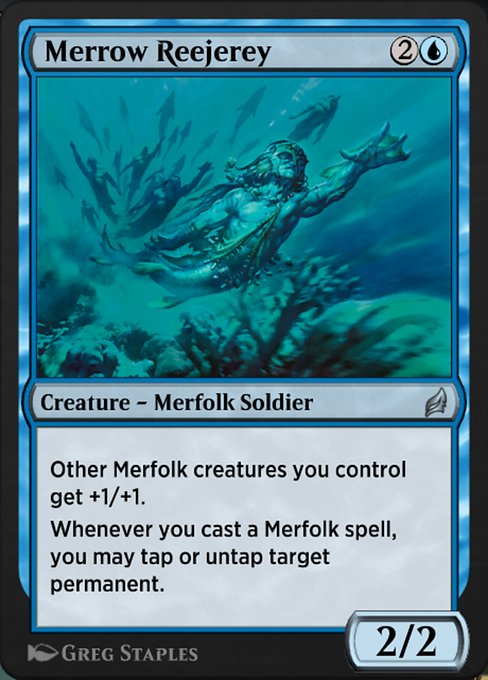 Merrow Reejerey 2
Creature – Merfolk Soldier
Other Merfolk creatures you control
get +1/+1.
Whenever you cast a Merfolk spell,
you may tap or untap target
permanent.
2/2
Greg Staples